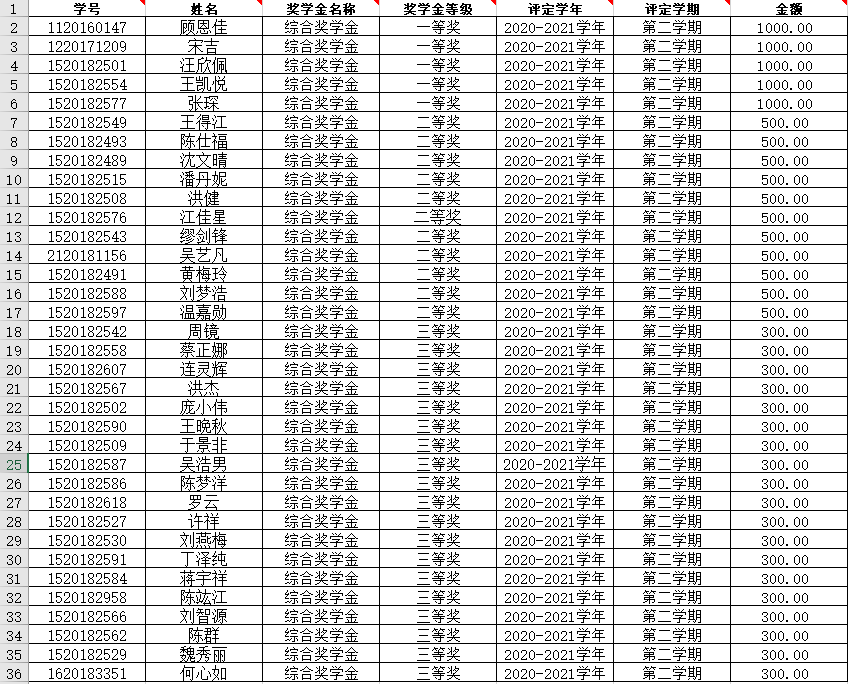 1 学号 姓名 奖学金名称 奖学金等级 评定学年 评定学期 金额
2 1120160147 顾恩佳 综合奖学金 一等奖 2020-2021学年 第二学期 1000.00
3 1220171209 宋吉 综合奖学金 一等奖 2020-2021学年 第二学期 1000.00
4 1520182501 汪欣佩 综合奖学金 一等奖 2020-2021学年 第二学期 1000.00
5 1520182554 王凯悦 综合奖学金 一等奖 2020-2021学年 第二学期 1000.00
6 1520182577 张琛 综合奖学金 一等奖 2020-2021学年 第二学期 1000.00
7 1520182549 王得江 综合奖学金 二等奖 2020-2021学年 第二学期 500.00
8 1520182493 陈仕福 综合奖学金 二等奖 2020-2021学年 第二学期 500.00
9 1520182489 沈文晴 综合奖学金 二等奖 2020-2021学年 第二学期 500.00
10 1520182515 潘丹妮 综合奖学金 二等奖 2020-2021学年 第二学期 500.00
11 1520182508 洪健 综合奖学金 二等奖 2020-2021学年 第二学期 500.00
12 1520182576 江佳星 综合奖学金 二等奖 2020-2021学年 第二学期 500.00
13 1520182543 缪剑锋 综合奖学金 二等奖 2020-2021学年 第二学期 500.00
14 2120181156 吴艺凡 综合奖学金 二等奖 2020-2021学年 第二学期 500.00
15 1520182491 黄梅玲 综合奖学金 二等奖 2020-2021学年 第二学期 500.00
16 1520182588 刘梦浩 综合奖学金 二等奖 2020-2021学年 第二学期 500.00
17 1520182597 温嘉勋 综合奖学金 二等奖 2020-2021学年 第二学期 500.00
18 1520182542 周镜 综合奖学金 三等奖 2020-2021学年 第二学期 300.00
19 1520182558 蔡正娜 综合奖学金 三等奖 2020-2021学年 第二学期 300.00
20 1520182607 连灵辉 综合奖学金 三等奖 2020-2021学年 第二学期 300.00
21 1520182567 洪杰 综合奖学金 三等奖 2020-2021学年 第二学期 300.00
22 1520182502 庞小伟 综合奖学金 三等奖 2020-2021学年 第二学期 300.00
23 1520182590 王晚秋 综合奖学金 三等奖 2020-2021学年 第二学期 300.00
24 1520182509 于景非 综合奖学金 三等奖 2020-2021学年 第二学期 300.00
25 1520182587 吴浩男 综合奖学金 三等奖 2020-2021学年 第二学期 300.00
26 1520182586 陈梦洋 综合奖学金 三等奖 2020-2021学年 第二学期 300.00
27 1520182618 罗云 综合奖学金 三等奖 2020-2021学年 第二学期 300.00
28 1520182527 许祥 综合奖学金 三等奖 2020-2021学年 第二学期 300.00
29 1520182530 刘燕梅 综合奖学金 三等奖 2020-2021学年 第二学期 300.00
30 1520182591 丁泽纯 综合奖学金 三等奖 2020-2021学年 第二学期 300.00
31 1520182584 蒋宇祥 综合奖学金 三等奖 2020-2021学年 第二学期 300.00
32 1520182958 陈竑江 综合奖学金 三等奖 2020-2021学年 第二学期 300.00
33 1520182566 刘智源 综合奖学金 三等奖 2020-2021学年 第二学期 300.00
34 1520182562 陈群 综合奖学金 三等奖 2020-2021学年 第二学期 300.00
35 1520182529 魏秀丽 综合奖学金 三等奖 2020-2021学年 第二学期 300.00
36 1620183351 何心如 综合奖学金 三等奖 2020-2021学年 第二学期 300.00